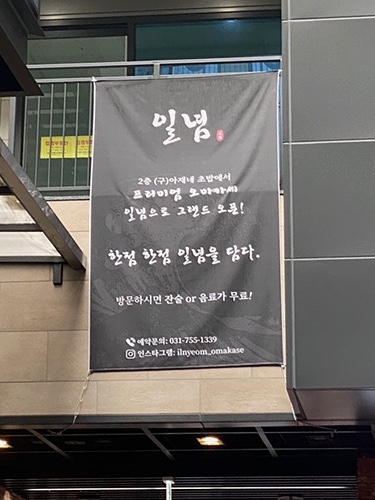 일념
2층 (구)아재네 초밥에서
프리미엄 오마카세
일념으로 그랜드 오픈!
한점 한점 일념을 담다.
방문하시면 잔술 or 음료가 무료!
예약문의: 031-755-1339
인스타그램: ilnyeom_omakase